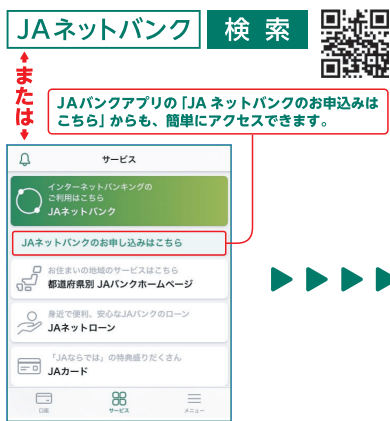 JAネットバンク 検索
または
JAバンクアプリの「JA ネットバンクのお申込みは
こちら」からも、簡単にアクセスできます。
サービス
インターネットバンキングの
ご利用はこちら
JAネットバンク
JAネットバンクのお申し込みはこちら
お住まいの地域のサービスはこちら
都道府県別 JAバンクホームページ
身近で便利、安心なJAバンクのローン
JAネットローン
「JAならでは」の特典盛りだくさん
JAカード
口座 サービス メニュー